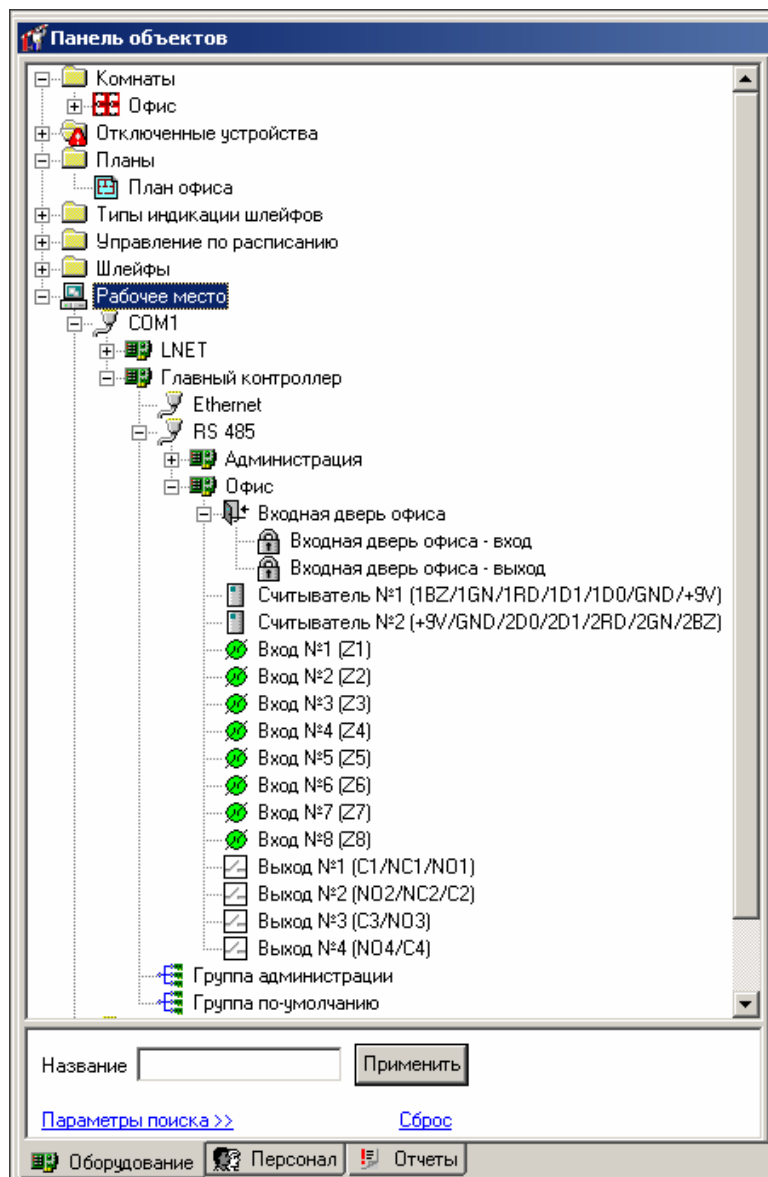 Панель объектов
Комнаты
Офис
Отключенные устройства
Планы
План офиса
Типы индикации шлейфов
Управление по расписанию
Шлейфы
Рабочее место
COM1
LNET
Главный контроллер
Ethernet
RS 485
Администрация
Офис
Входная дверь офиса
Входная дверь офиса - вход
Входная дверь офиса - выход
Считыватель №1 (1BZ/1GN/1RD/1D1/1D0/GND/+9V)
Считыватель №2 (+9V/GND/2D0/2D1/2RD/2GN/2BZ)
Вход №1 (Z1)
Вход №2 (Z2)
Вход №3 (Z3)
Вход №4 (Z4)
Вход №5 (Z5)
Вход №6 (Z6)
Вход №7 (Z7)
Вход №8 (Z8)
Выход №1 (C1/NC1/NO1)
Выход №2 (NO2/NC2/C2)
Выход №3 (C3/NO3)
Выход №4 (NO4/C4)
Группа администрации
Группа по-умолчанию
Название Применить
Параметры поиска >> Сброс
Оборудование Персонал Отчеты